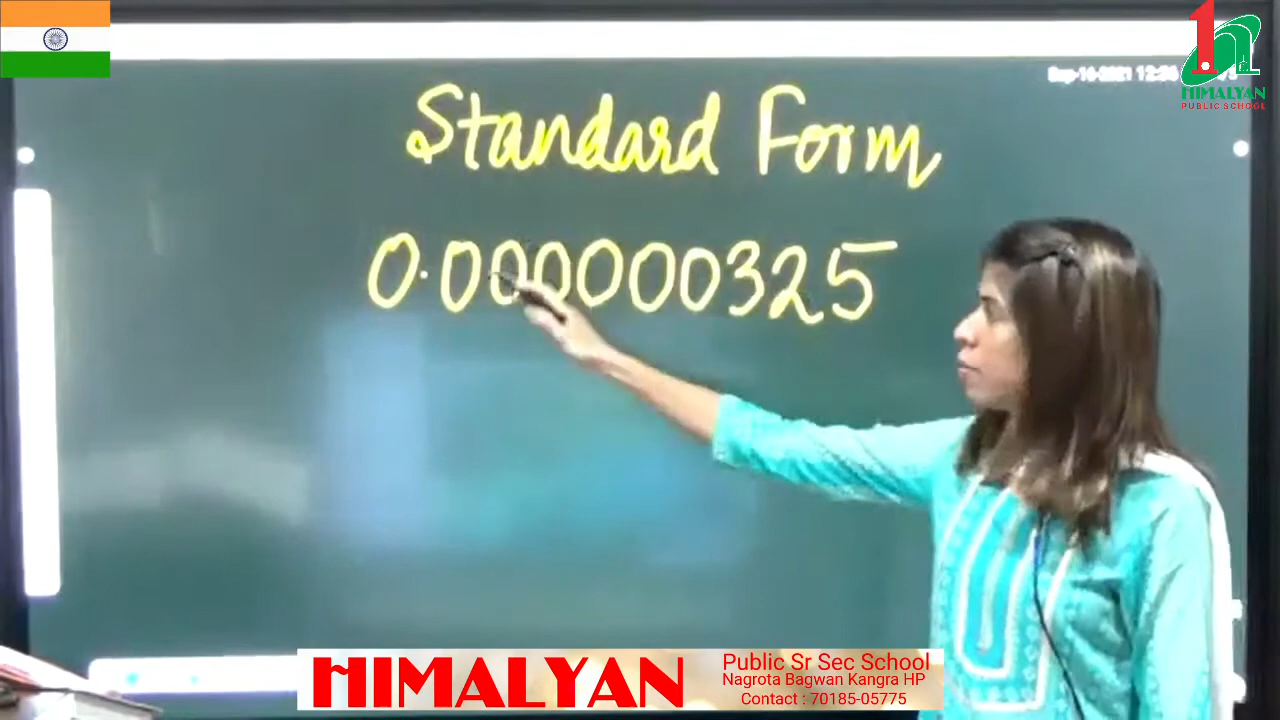 Standard Form
0.000000325
HIMALYAN
PUBLIC SCHOOL
HIMALYAN
Public Sr Sec School
Nagrota Bagwan Kangra HP
Contact : 70185-05775